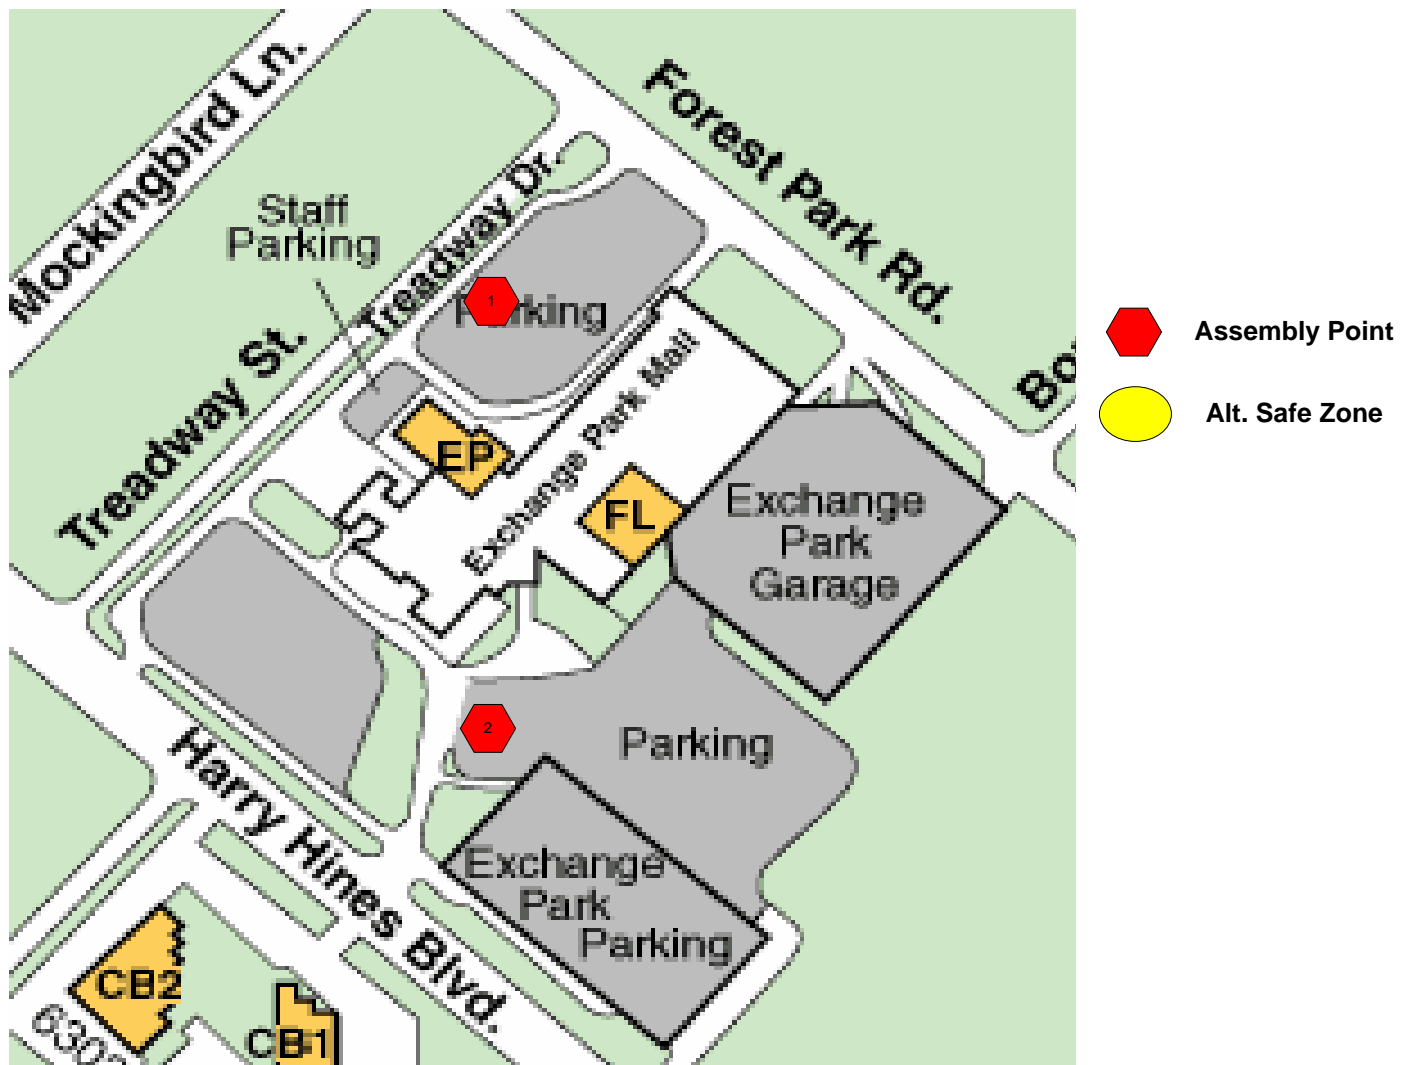 Mockingbird Ln.
Forest Park Rd.
Staff
Parking
Treadway Dr.
1
Parking
Treadway St.
Exchange Park Mall
EP
FL
Exchange
Park
Garage
Assembly Point
Alt. Safe Zone
2
Parking
Harry Hines Blvd.
Exchange
Park
Parking
CB2
CB1